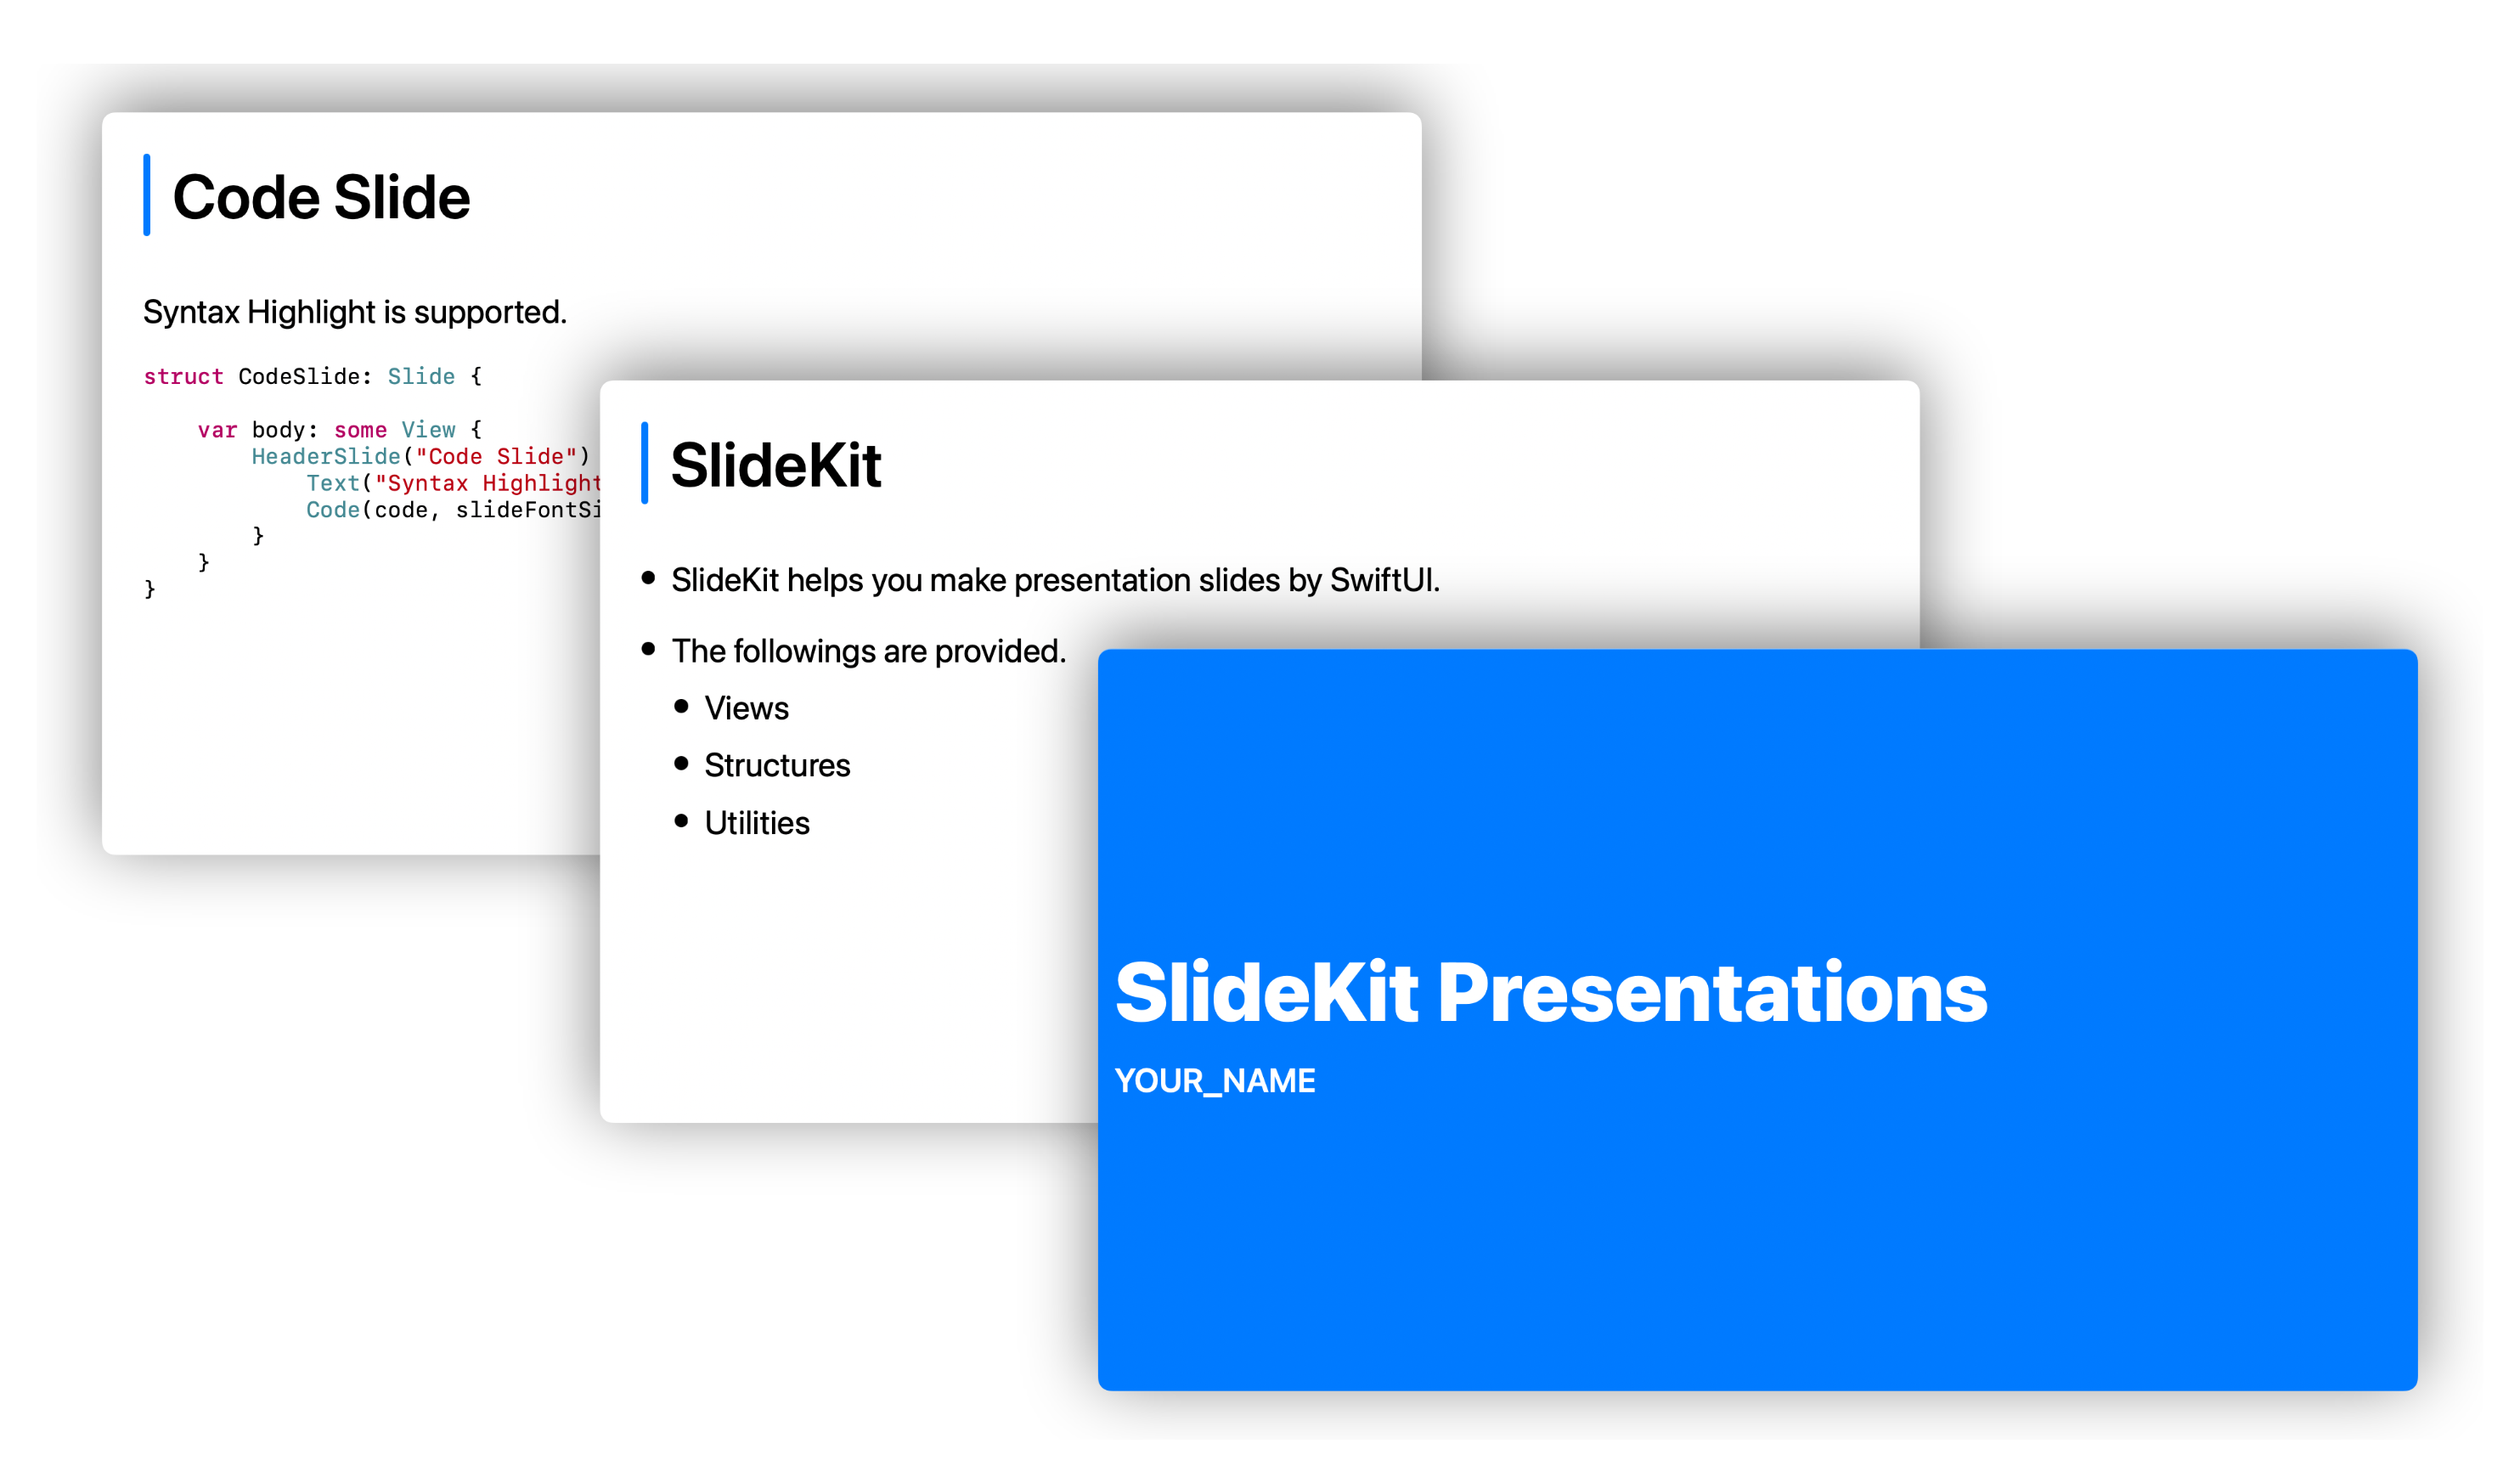 Code Slide
Syntax Highlight is supported.
struct CodeSlide: Slide {
var body: some View {
HeaderSlide("Code Slide")
Text("Syntax Highlight
Code(code,
}
}
}
SlideKit
SlideKit helps you make presentation slides by SwiftUI.
The followings are provided.
Views
Structures
Utilities
SlideKit Presentations
YOUR_NAME